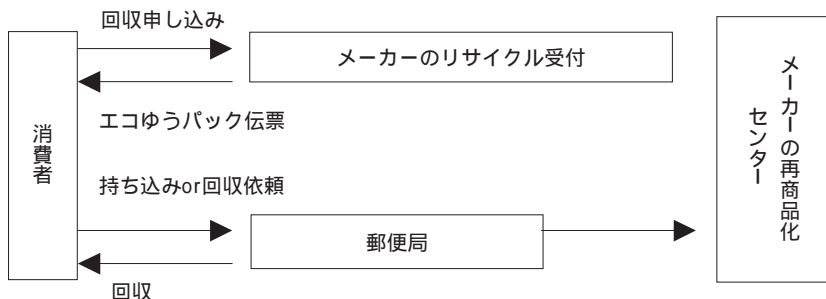 回収申し込み
メーカーのリサイクル受付
エコゆうパック伝票
消費者
持ち込みor回収依頼
郵便局
回収
メーカーの再商品化
センター